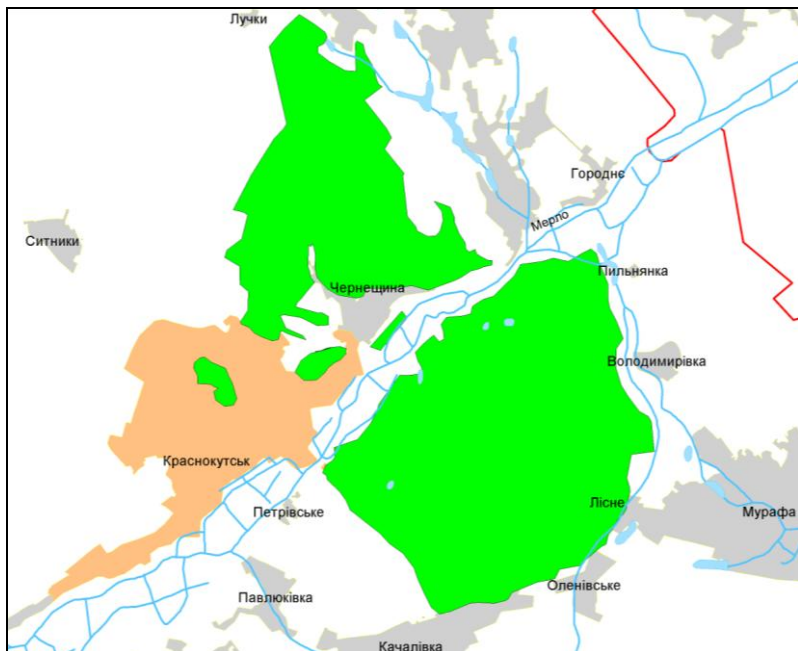 Лучки
Городнє
Мерло
Ситники
Пильнянка
Чернещина
Володимирівка
Краснокутськ
Лісне
Петрівське
Мурафа
Оленівське
Павлюківка
Качалівка